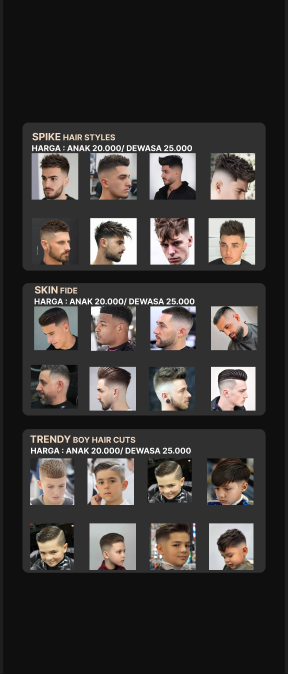 SPIKE HAIR STYLES
HARGA : ANAK 20.000/ DEWASA 25.000
SKIN FIDE
HARGA : ANAK 20.000/ DEWASA 25.000
TRENDY BOY HAIR CUTS
HARGA : ANAK 20.000/ DEWASA 25.000